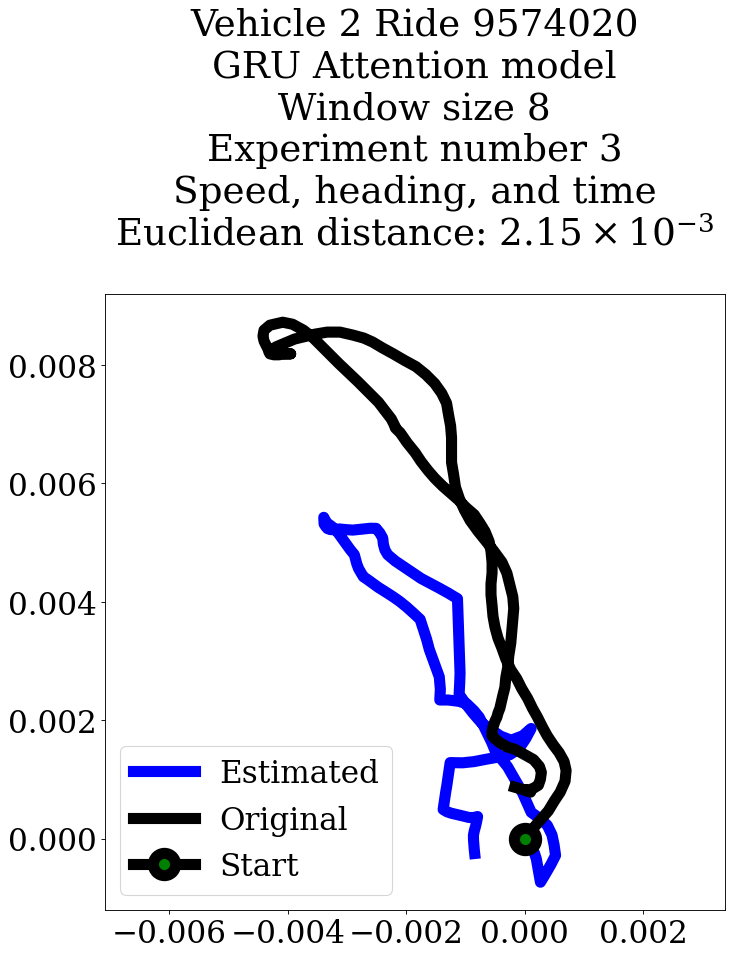 Vehicle 2 Ride 9574020
GRU Attention model
Window size 8
Experiment number 3
Speed, heading, and time
Euclidean distance: 2.15 × 10⁻³
0.008
0.006
0.004
0.002
0.000
Estimated
Original
Start
−0.006 −0.004 −0.002 0.000 0.002